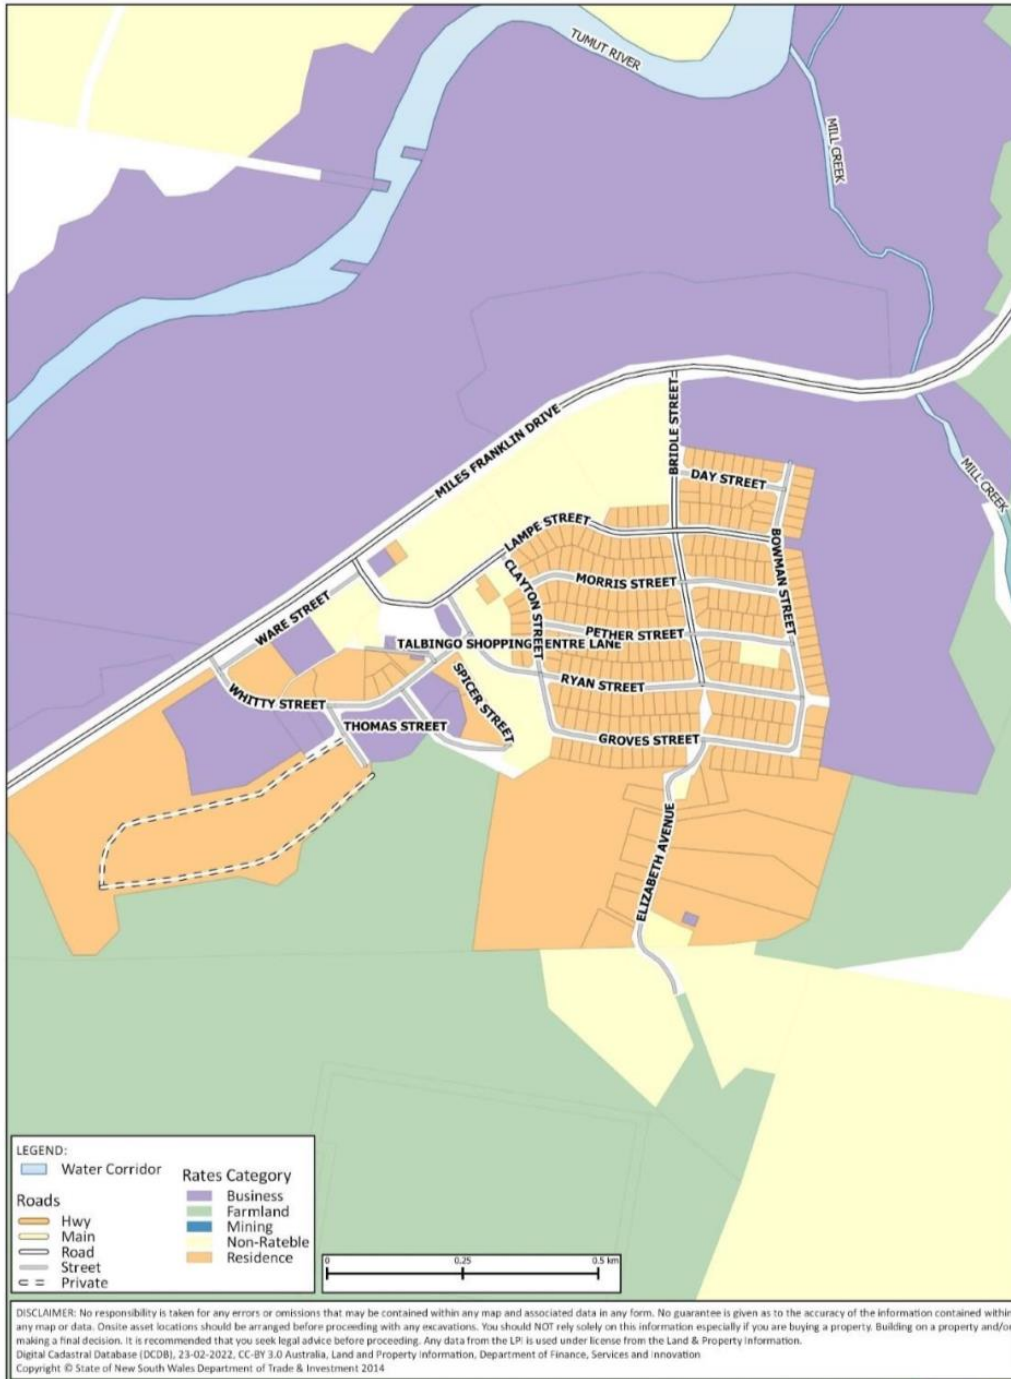 TUMUT RIVER
MILL CREEK
MILES FRANKLIN DRIVE
BRIDLE STREET
DAY STREET
MILL CREEK
LAMPE STREET
BOWMAN STREET
CLAYTON STREET
MORRIS STREET
WARE STREET
PETHER STREET
TALBINGO SHOPPING CENTRE LANE
SPICER STREET
RYAN STREET
WHITTY STREET
THOMAS STREET
GROVES STREET
ELIZABETH AVENUE
LEGEND:
Water Corridor
Roads
Hwy
Main
Road
Street
Private
Rates Category
Business
Farmland
Mining
Non-Rateble
Residence
0 0.25 0.5 km
DISCLAIMER: No responsibility is taken for any errors or omissions that may be contained within any map and associated data in any form. No guarantee is given as to the accuracy of the information contained within
any map or data. Onsite asset locations should be arranged before proceeding with any excavations. You should NOT rely solely on this information especially if you are buying a property. Building on a property and/or
making a final decision. It is recommended that you seek legal advice before proceeding. Any data from the LPI is used under license from the Land & Property Information.
Digital Cadastral Database (DCDB), 23-02-2022, CC-BY 3.0 Australia, Land and Property Information, Department of Finance, Services and Innovation
Copyright © State of New South Wales Department of Trade & Investment 2014